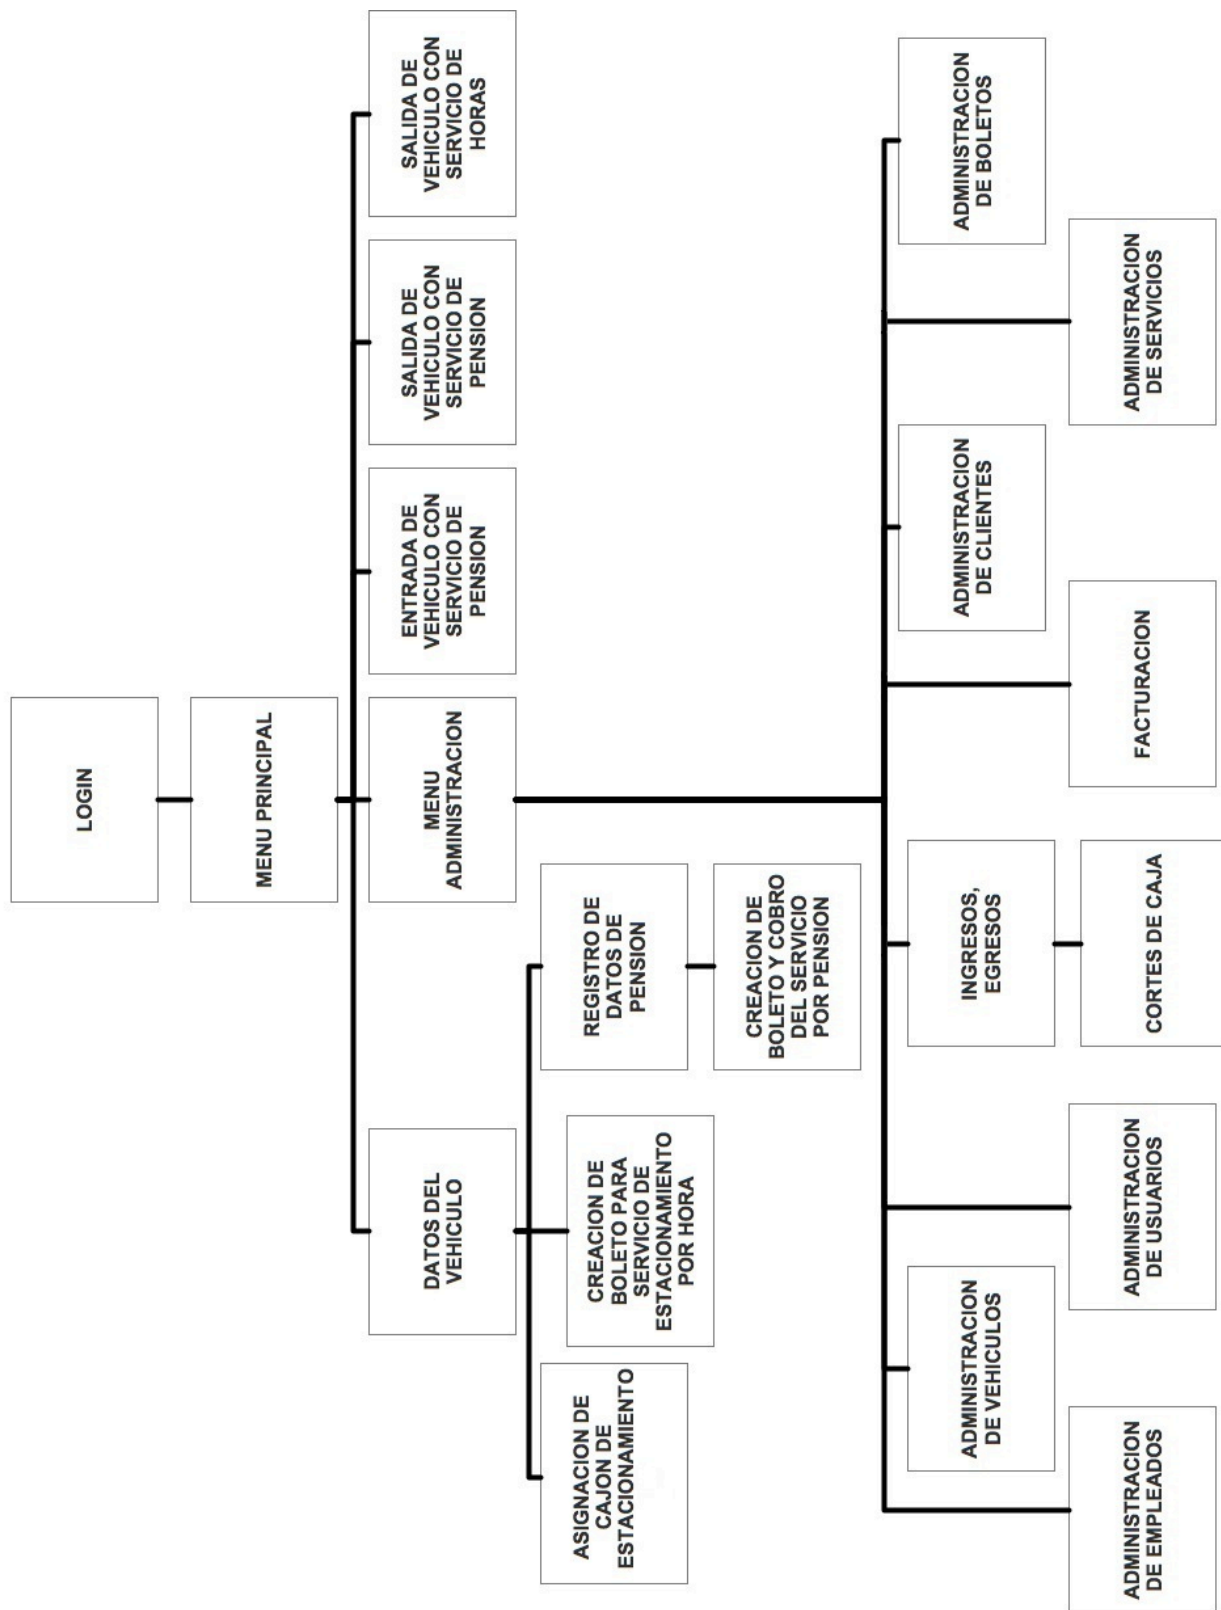 LOGIN
MENU PRINCIPAL
DATOS DEL
VEHICULO
MENU
ADMINISTRACION
ENTRADA DE
VEHICULO CON
SERVICIO DE
PENSION
SALIDA DE
VEHICULO CON
SERVICIO DE
PENSION
SALIDA DE
VEHICULO CON
SERVICIO DE
HORAS
ASIGNACION DE
CAJON DE
ESTACIONAMIENTO
CREACION DE
BOLETO PARA
SERVICIO DE
ESTACIONAMIENTO
POR HORA
REGISTRO DE
DATOS DE
PENSION
CREACION DE
BOLETO Y COBRO
DEL SERVICIO
POR PENSION
ADMINISTRACION
DE VEHICULOS
INGRESOS,
EGRESOS
ADMINISTRACION
DE CLIENTES
ADMINISTRACION
DE BOLETOS
ADMINISTRACION
DE EMPLEADOS
ADMINISTRACION
DE USUARIOS
CORTES DE CAJA
FACTURACION
ADMINISTRACION
DE SERVICIOS